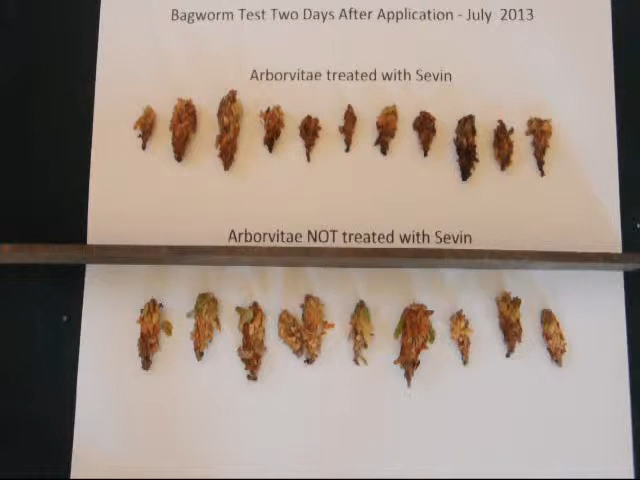 Bagworm Test Two Days After Application - July 2013
Arborvitae treated with Sevin
Arborvitae NOT treated with Sevin